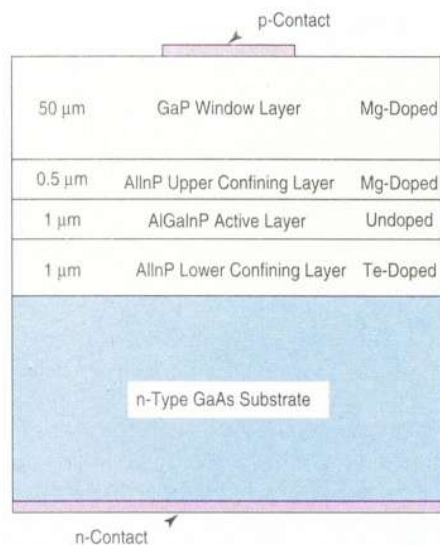 p-Contact
50 μm GaP Window Layer Mg-Doped
0.5 μm AlInP Upper Confining Layer Mg-Doped
1 μm AlGaInP Active Layer Undoped
1 μm AlInP Lower Confining Layer Te-Doped
n-Type GaAs Substrate
n-Contact